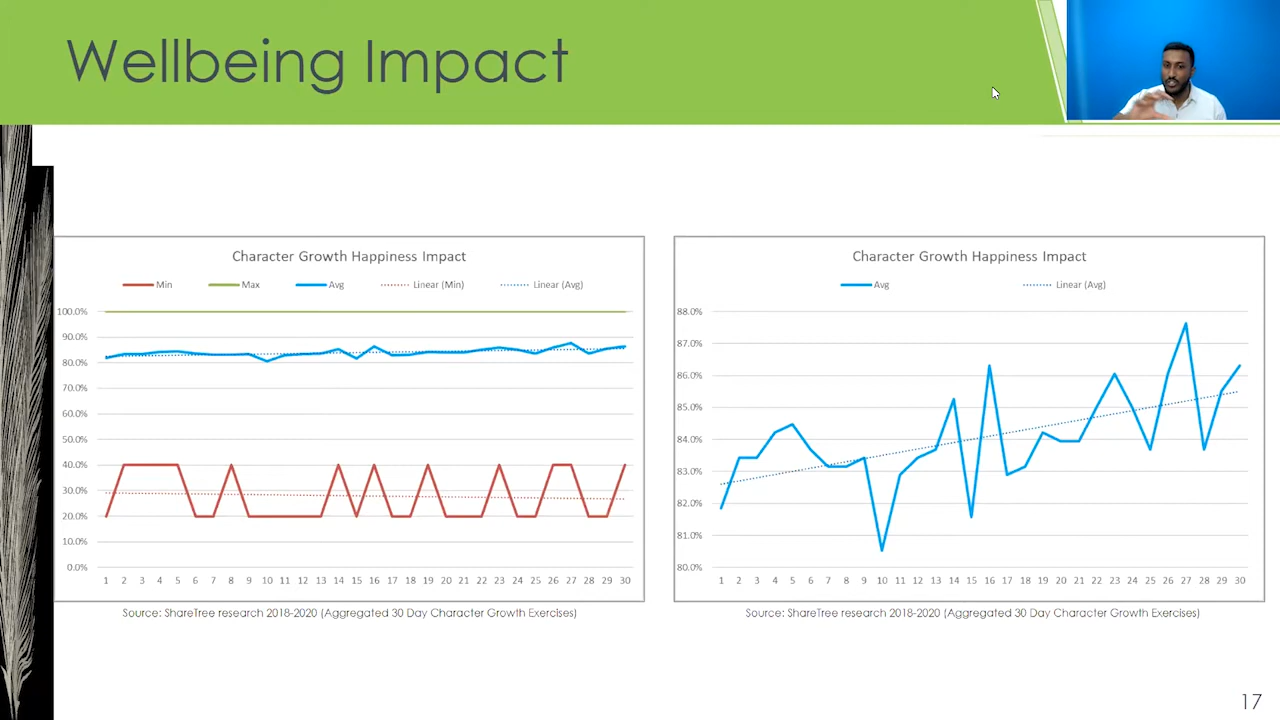 Wellbeing Impact
Character Growth Happiness Impact
Min Max Avg Linear (Min) Linear (Avg)
100.0%
90.0%
80.0%
70.0%
60.0%
50.0%
40.0%
30.0%
20.0%
10.0%
0.0%
1 2 3 4 5 6 7 8 9 10 11 12 13 14 15 16 17 18 19 20 21 22 23 24 25 26 27 28 29 30
Source: ShareTree research 2018-2020 (Aggregated 30 Day Character Growth Exercises)
Character Growth Happiness Impact
Avg Linear (Avg)
88.0%
87.0%
86.0%
85.0%
84.0%
83.0%
82.0%
81.0%
80.0%
1 2 3 4 5 6 7 8 9 10 11 12 13 14 15 16 17 18 19 20 21 22 23 24 25 26 27 28 29 30
Source: ShareTree research 2018-2020 (Aggregated 30 Day Character Growth Exercises)
17